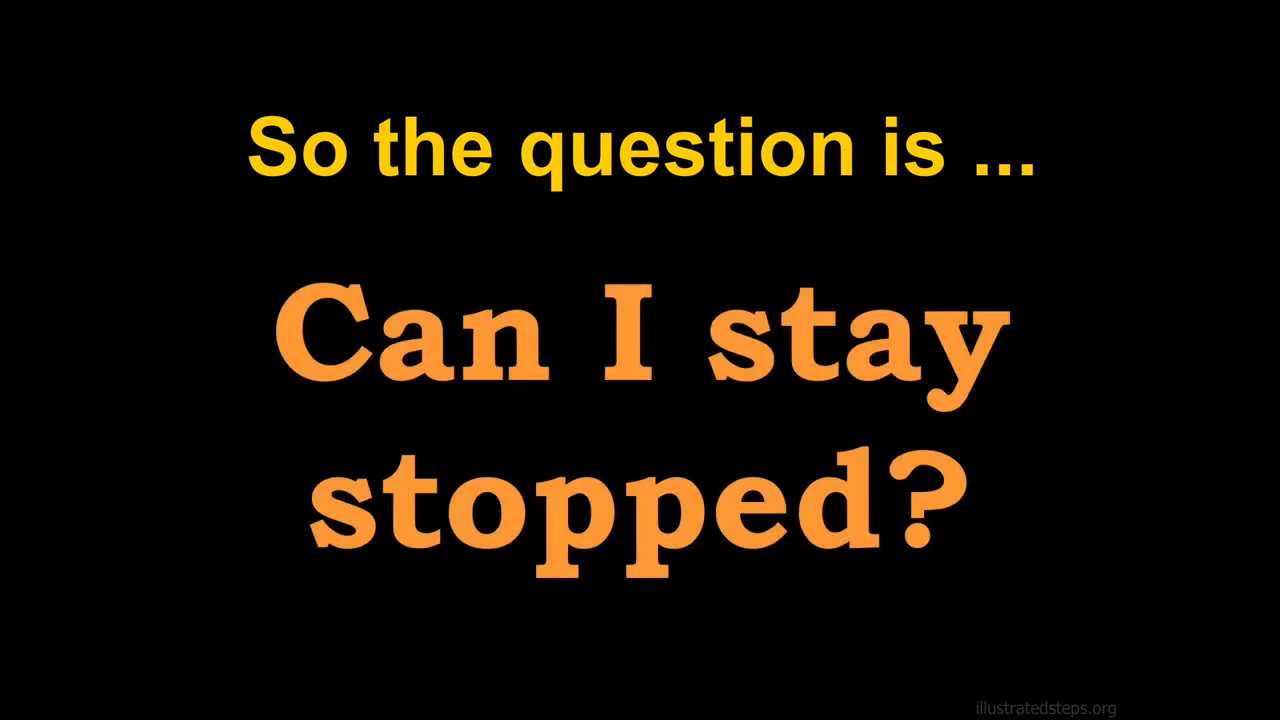 So the question is ...
Can I stay
stopped?
illustratedsteps.org